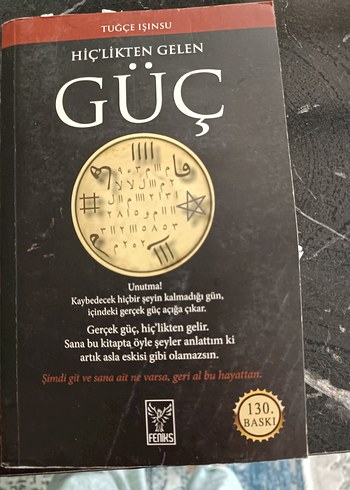 TUĞÇE IŞINSU
HİÇ'LİKTEN GELEN
GÜÇ
Unutma!
Kaybedecek hiçbir şeyin kalmadığı gün,
içindeki gerçek güç açığa çıkar.
Gerçek güç, hiç'likten gelir.
Sana bu kitapta öyle şeyler anlattım ki
artık asla eskisi gibi olamazsın.
Şimdi git ve sana ait ne varsa, geri al bu hayattan.
130.
BASKI
FENİKS